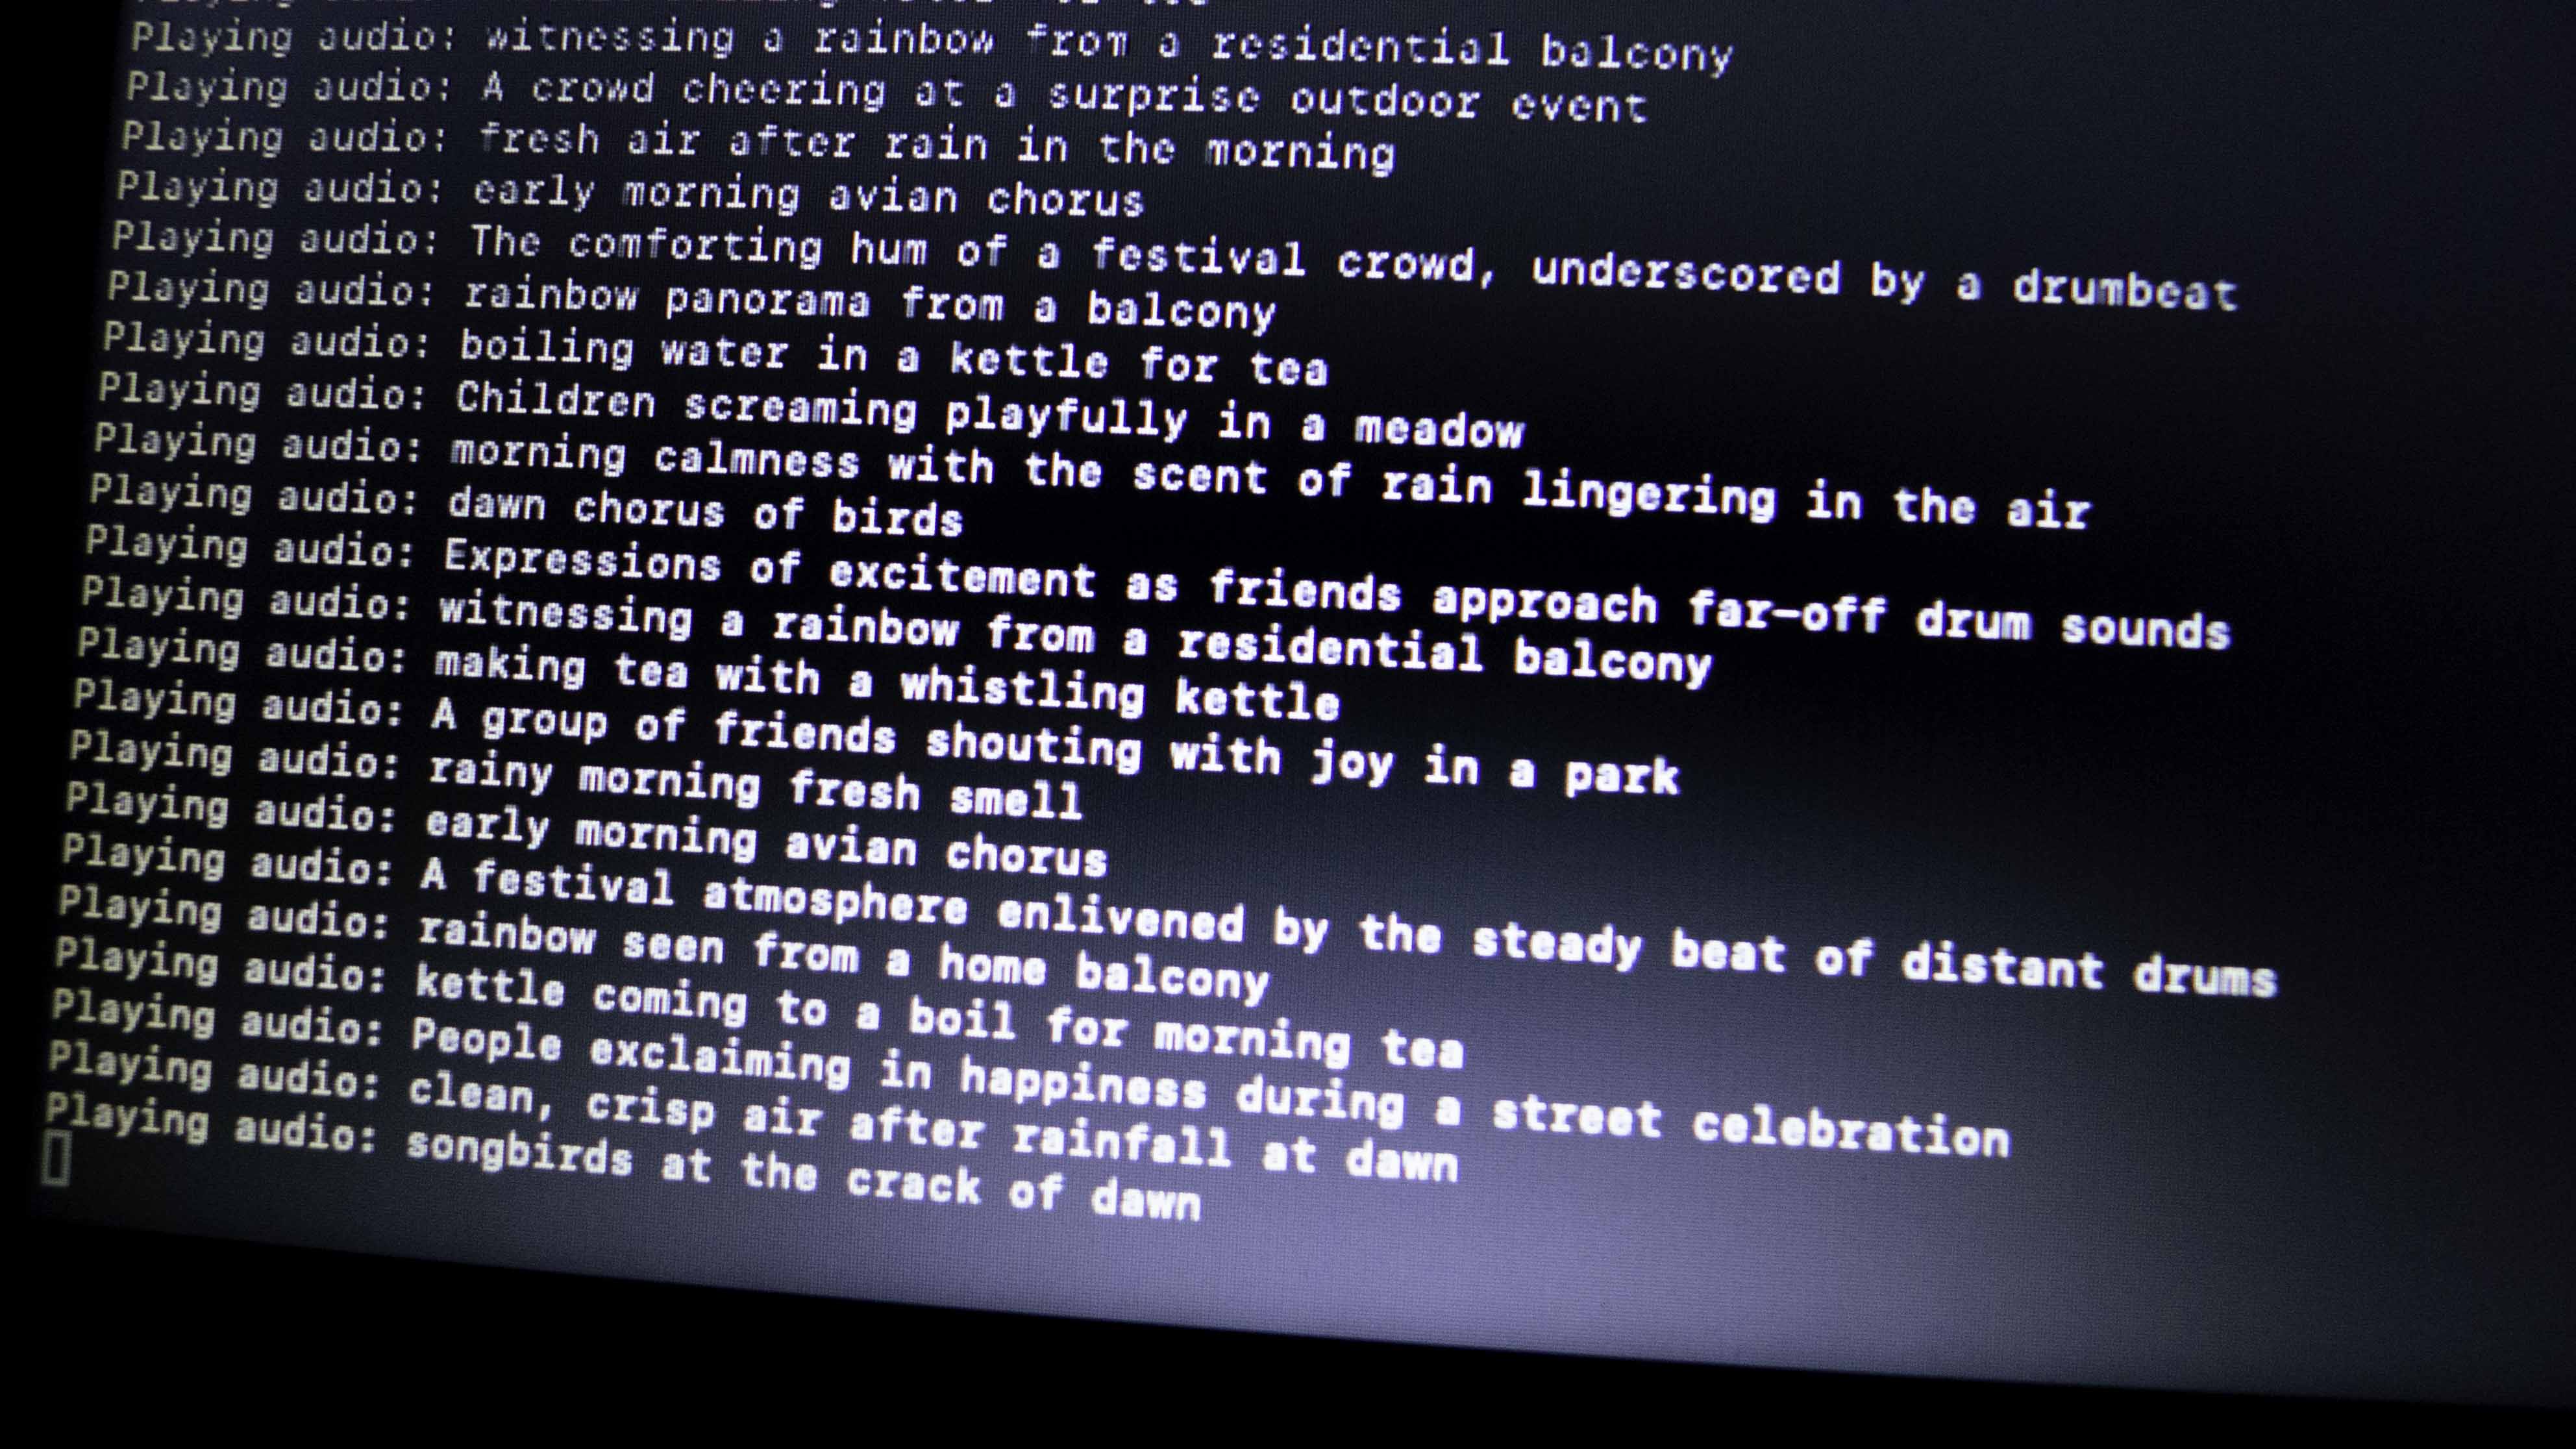 Playing audio: witnessing a rainbow from a residential balcony
Playing audio: A crowd cheering at a surprise outdoor event
Playing audio: fresh air after rain in the morning
Playing audio: early morning avian chorus
Playing audio: The comforting hum of a festival crowd, underscored by a drumbeat
Playing audio: rainbow panorama from a balcony
Playing audio: boiling water in a kettle for tea
Playing audio: Children screaming playfully in a meadow
Playing audio: morning calmness with the scent of rain lingering in the air
Playing audio: dawn chorus of birds
Playing audio: Expressions of excitement as friends approach far-off drum sounds
Playing audio: witnessing a rainbow from a residential balcony
Playing audio: making tea with a whistling kettle
Playing audio: A group of friends shouting with joy in a park
Playing audio: rainy morning fresh smell
Playing audio: early morning avian chorus
Playing audio: A festival atmosphere enlivened by the steady beat of distant drums
Playing audio: rainbow seen from a home balcony
Playing audio: kettle coming to a boil for morning tea
Playing audio: People exclaiming in happiness during a street celebration
Playing audio: clean, crisp air after rainfall at dawn
Playing audio: songbirds at the crack of dawn